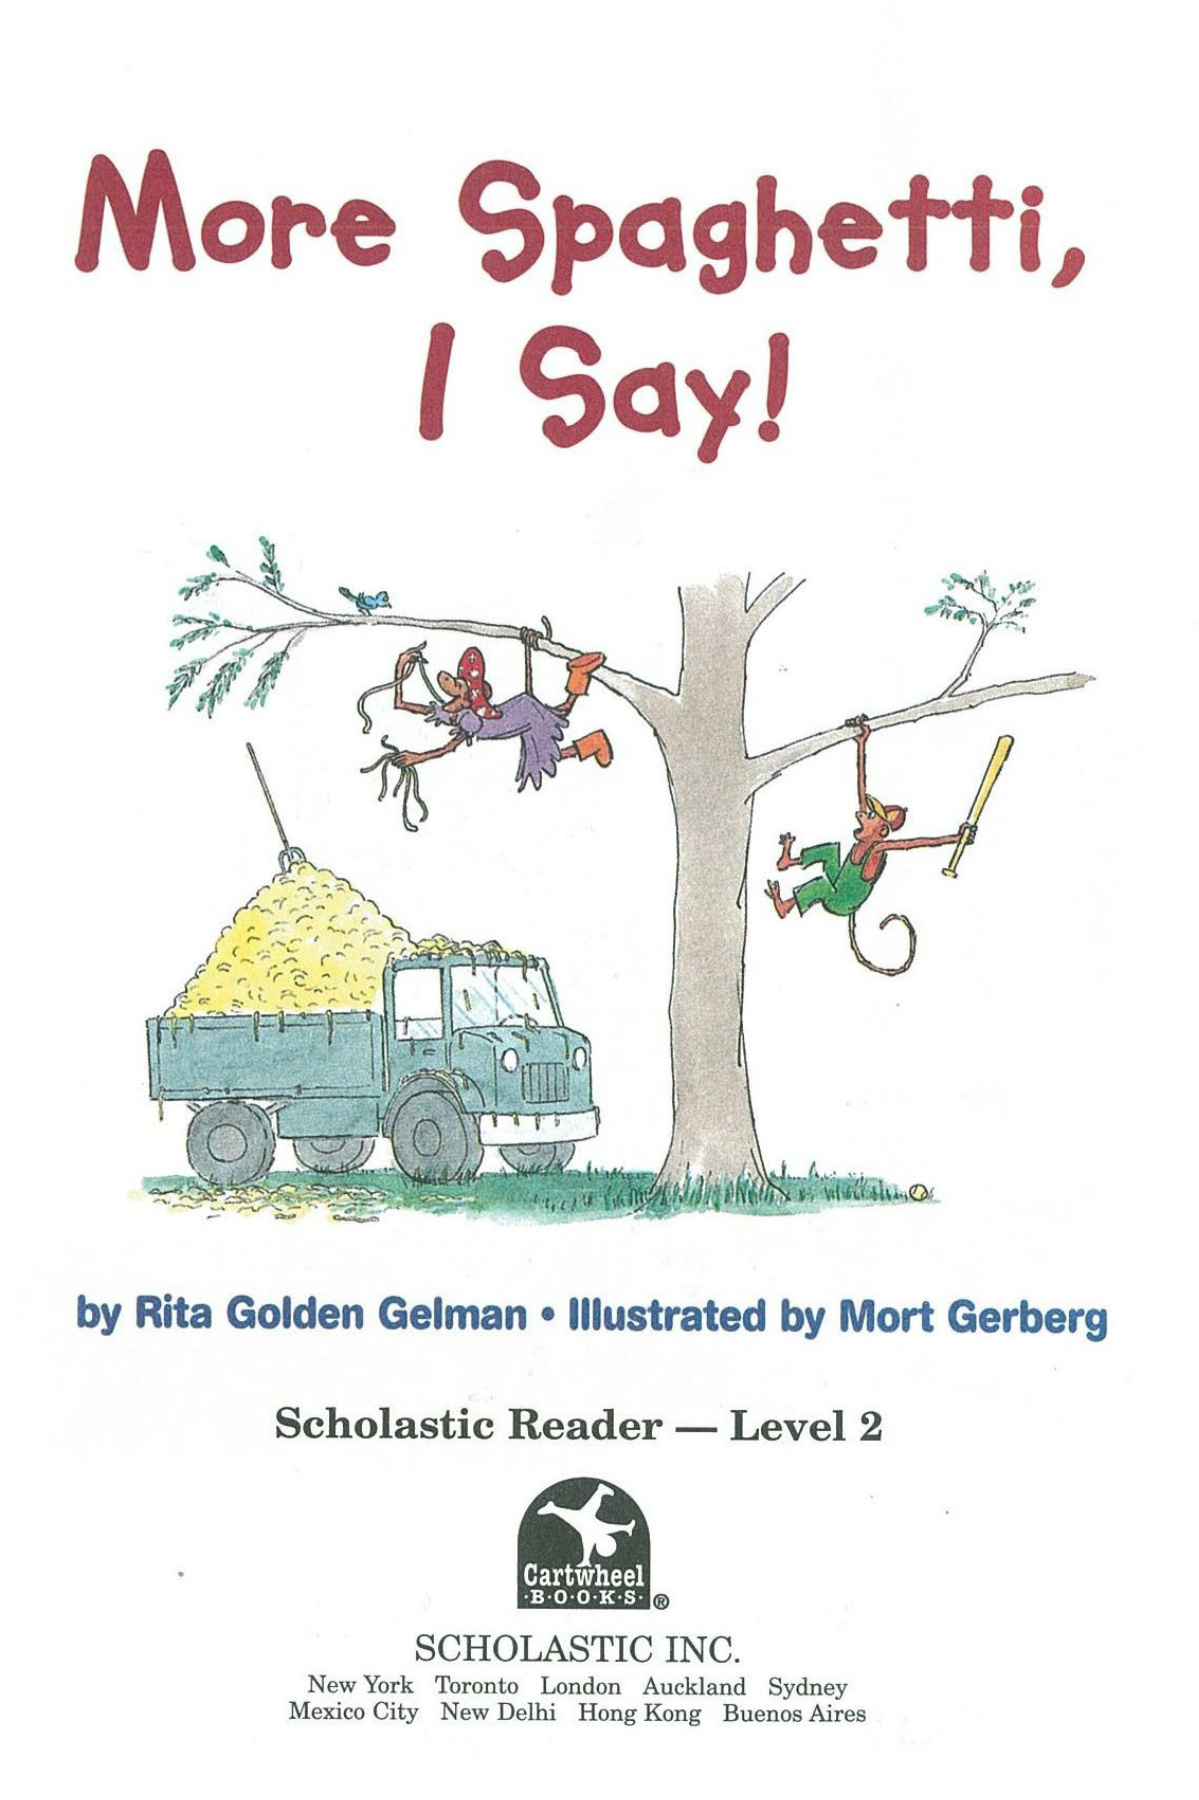 More Spaghetti,
I Say!
by Rita Golden Gelman • Illustrated by Mort Gerberg
Scholastic Reader — Level 2
Cartwheel
·B·O·O·K·S· ®
SCHOLASTIC INC.
New York Toronto London Auckland Sydney
Mexico City New Delhi Hong Kong Buenos Aires